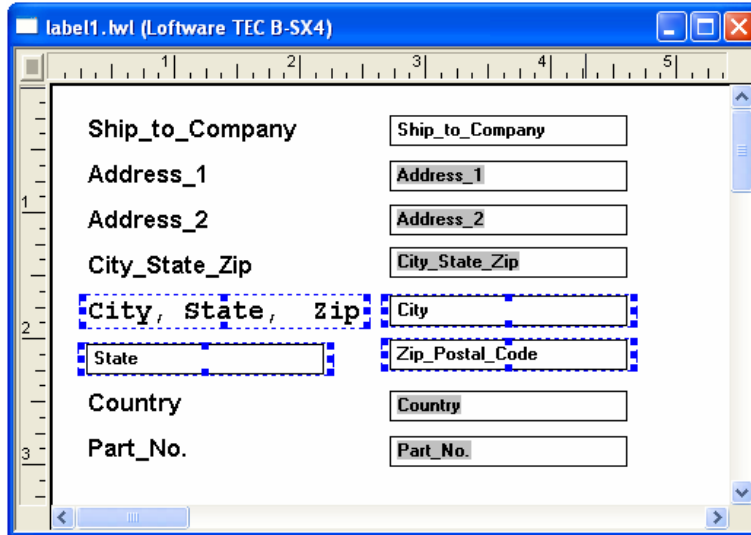 label1.lwl (Loftware TEC B-SX4)
1 2 3 4 5
Ship_to_Company Ship_to_Company
Address_1 Address_1
1
Address_2 Address_2
City_State_Zip City_State_Zip
City, State, Zip City
2
State Zip_Postal_Code
Country Country
Part_No. Part_No.
3